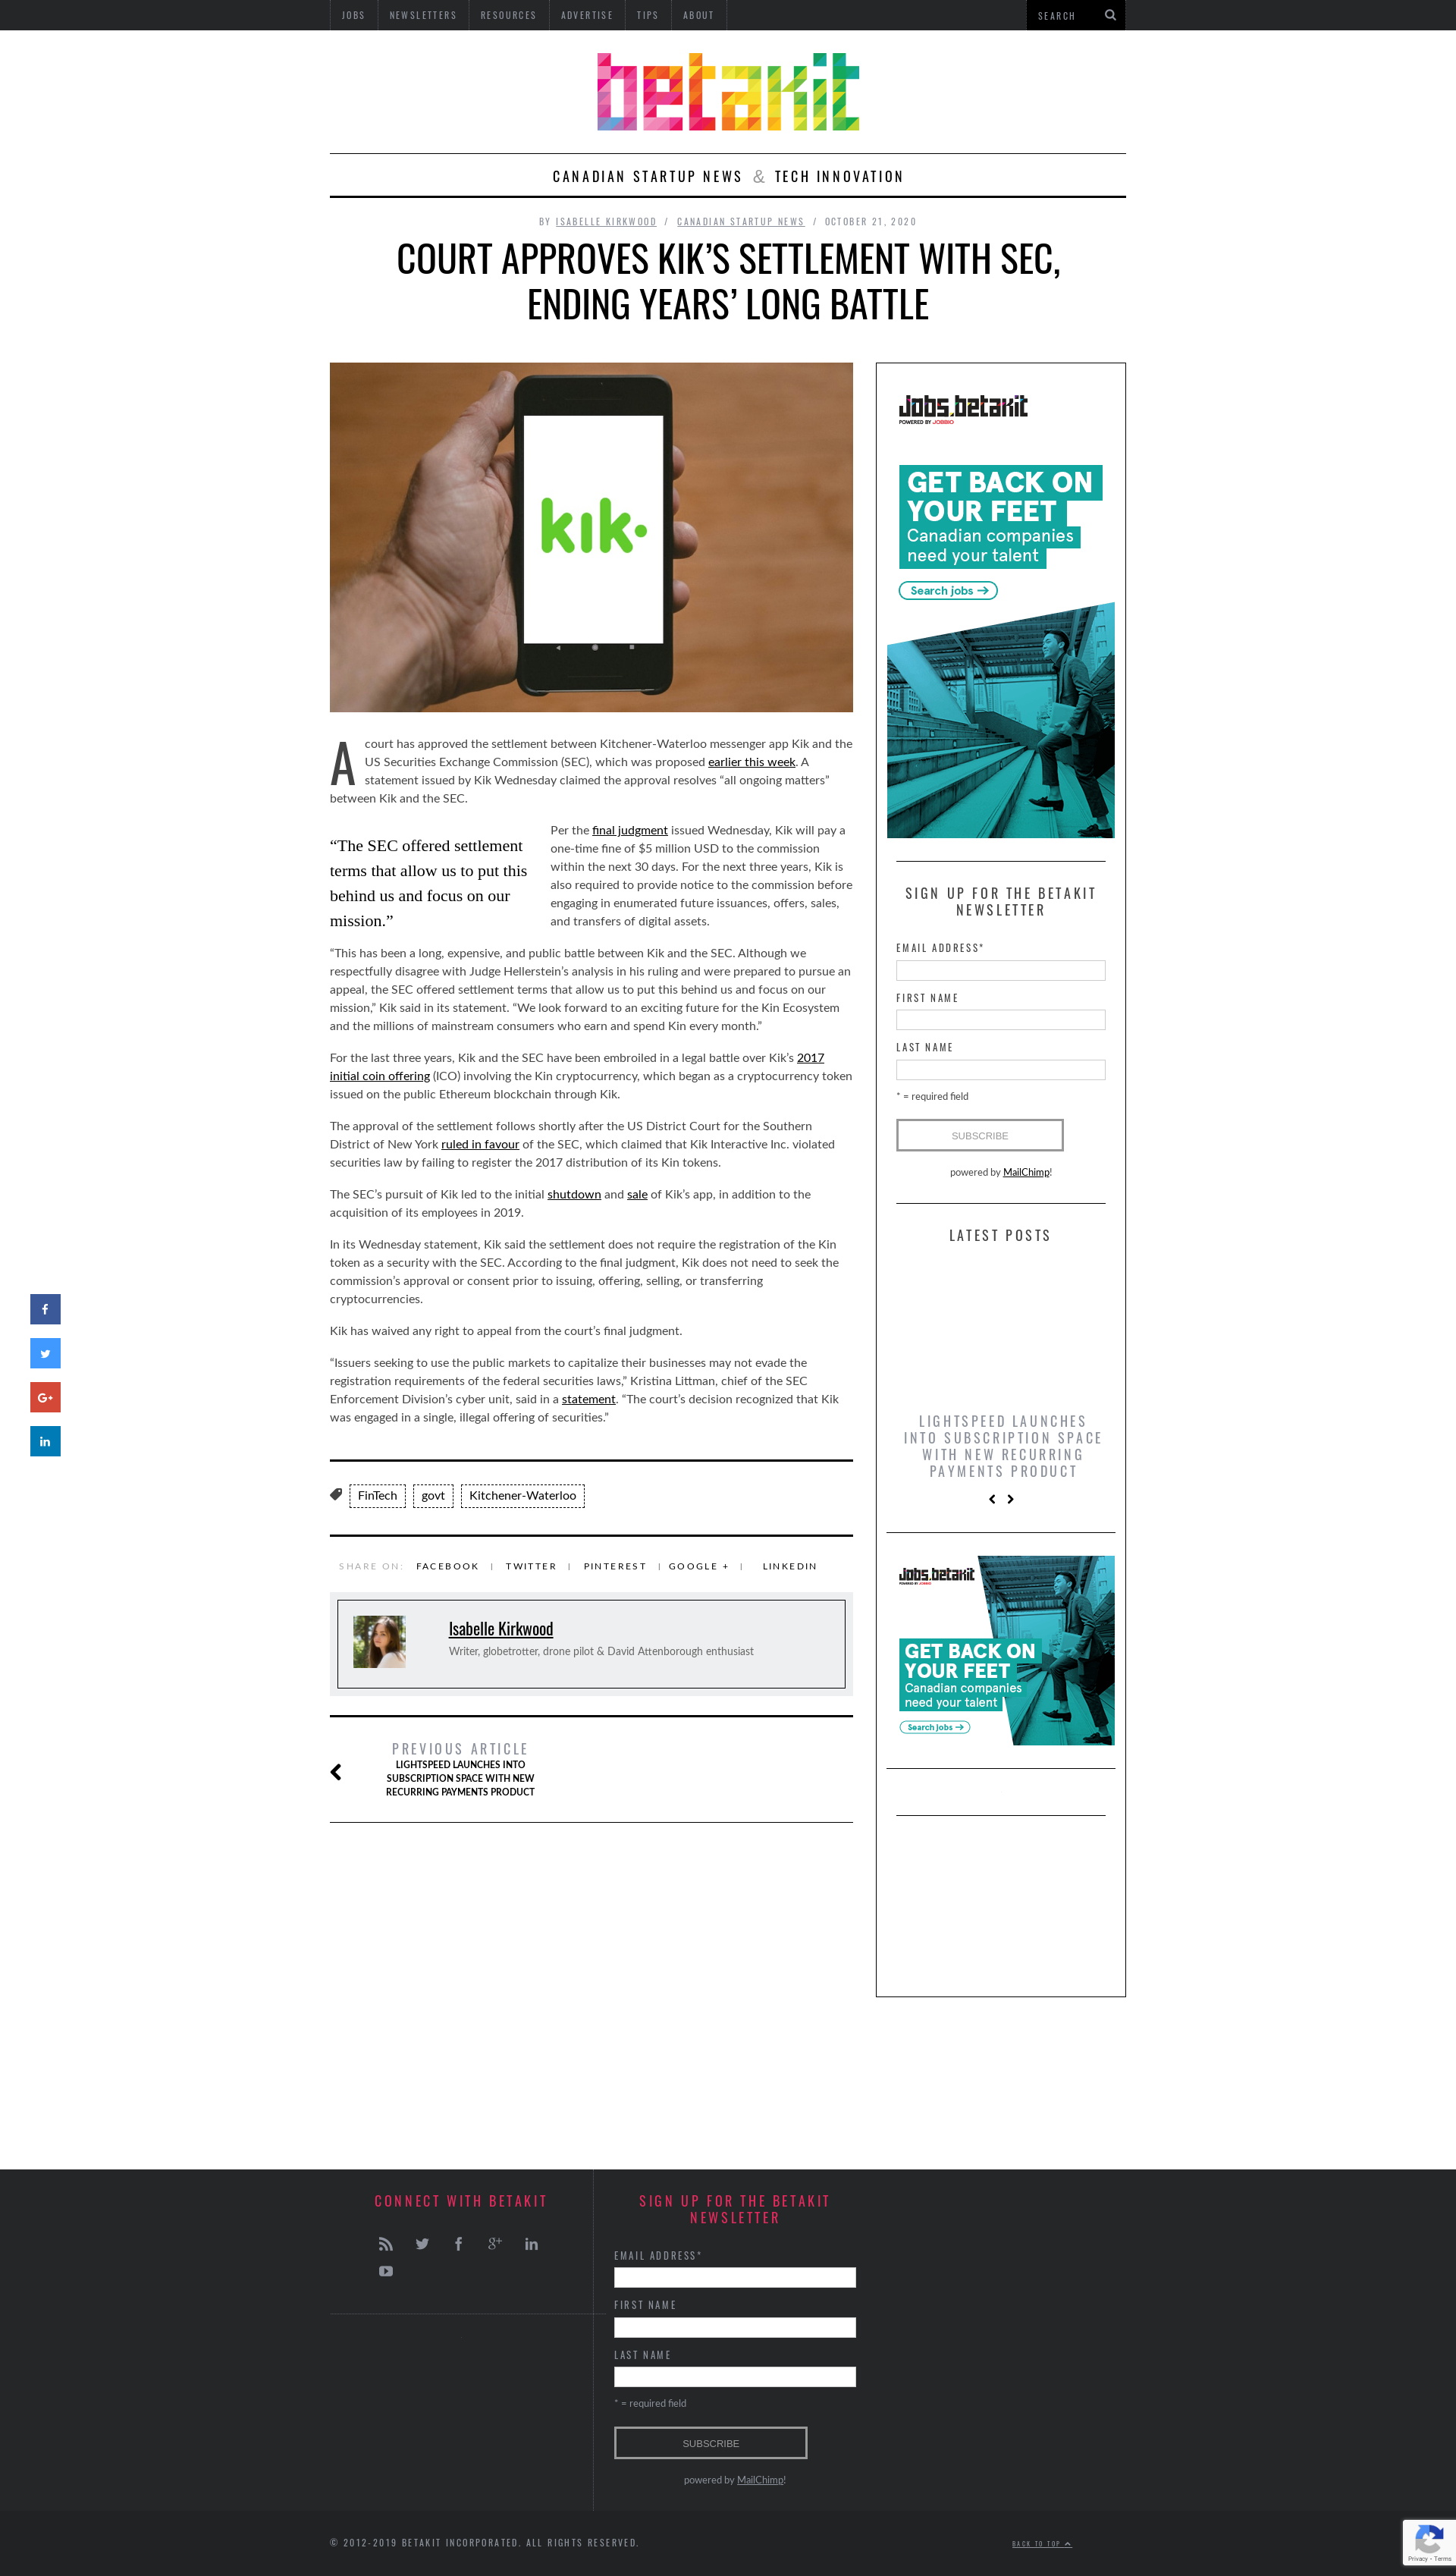 JOBS
NEWSLETTERS
RESOURCES
ADVERTISE
TIPS
ABOUT
SEARCH
betakit
CANADIAN STARTUP NEWS & TECH INNOVATION
BY ISABELLE KIRKWOOD / CANADIAN STARTUP NEWS / OCTOBER 21, 2020
COURT APPROVES KIK’S SETTLEMENT WITH SEC,
ENDING YEARS’ LONG BATTLE
kik.
A court has approved the settlement between Kitchener-Waterloo messenger app Kik and the
US Securities Exchange Commission (SEC), which was proposed earlier this week. A
statement issued by Kik Wednesday claimed the approval resolves “all ongoing matters”
between Kik and the SEC.
“The SEC offered settlement
terms that allow us to put this
behind us and focus on our
mission.”
Per the final judgment issued Wednesday, Kik will pay a
one-time fine of $5 million USD to the commission
within the next 30 days. For the next three years, Kik is
also required to provide notice to the commission before
engaging in enumerated future issuances, offers, sales,
and transfers of digital assets.
“This has been a long, expensive, and public battle between Kik and the SEC. Although we
respectfully disagree with Judge Hellerstein’s analysis in his ruling and were prepared to pursue an
appeal, the SEC offered settlement terms that allow us to put this behind us and focus on our
mission,” Kik said in its statement. “We look forward to an exciting future for the Kin Ecosystem
and the millions of mainstream consumers who earn and spend Kin every month.”
For the last three years, Kik and the SEC have been embroiled in a legal battle over Kik’s 2017
initial coin offering (ICO) involving the Kin cryptocurrency, which began as a cryptocurrency token
issued on the public Ethereum blockchain through Kik.
The approval of the settlement follows shortly after the US District Court for the Southern
District of New York ruled in favour of the SEC, which claimed that Kik Interactive Inc. violated
securities law by failing to register the 2017 distribution of its Kin tokens.
The SEC’s pursuit of Kik led to the initial shutdown and sale of Kik’s app, in addition to the
acquisition of its employees in 2019.
In its Wednesday statement, Kik said the settlement does not require the registration of the Kin
token as a security with the SEC. According to the final judgment, Kik does not need to seek the
commission’s approval or consent prior to issuing, offering, selling, or transferring
cryptocurrencies.
Kik has waived any right to appeal from the court’s final judgment.
“Issuers seeking to use the public markets to capitalize their businesses may not evade the
registration requirements of the federal securities laws,” Kristina Littman, chief of the SEC
Enforcement Division’s cyber unit, said in a statement. “The court’s decision recognized that Kik
was engaged in a single, illegal offering of securities.”
FinTech
govt
Kitchener-Waterloo
SHARE ON: FACEBOOK | TWITTER | PINTEREST | GOOGLE + | LINKEDIN
Isabelle Kirkwood
Writer, globetrotter, drone pilot & David Attenborough enthusiast
PREVIOUS ARTICLE
LIGHTSPEED LAUNCHES INTO
SUBSCRIPTION SPACE WITH NEW
RECURRING PAYMENTS PRODUCT
Jobs.betakit
POWERED BY JOBBIO
GET BACK ON
YOUR FEET
Canadian companies
need your talent
Search jobs
SIGN UP FOR THE BETAKIT
NEWSLETTER
EMAIL ADDRESS*
FIRST NAME
LAST NAME
* = required field
SUBSCRIBE
powered by MailChimp!
LATEST POSTS
LIGHTSPEED LAUNCHES
INTO SUBSCRIPTION SPACE
WITH NEW RECURRING
PAYMENTS PRODUCT
Jobs.betakit
POWERED BY JOBBIO
GET BACK ON
YOUR FEET
Canadian companies
need your talent
Search jobs
CONNECT WITH BETAKIT
SIGN UP FOR THE BETAKIT
NEWSLETTER
EMAIL ADDRESS*
FIRST NAME
LAST NAME
* = required field
SUBSCRIBE
powered by MailChimp!
© 2012-2019 BETAKIT INCORPORATED. ALL RIGHTS RESERVED.
BACK TO TOP
Privacy - Terms